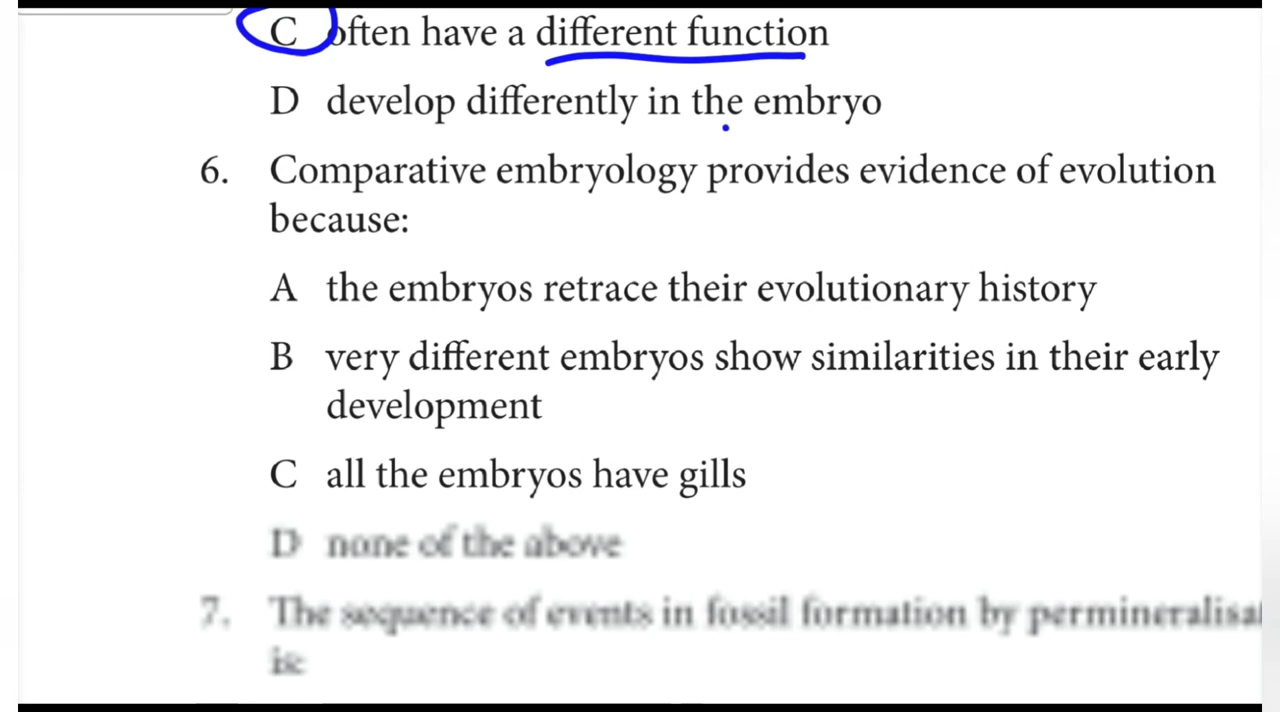 C often have a different function
D develop differently in the embryo
6. Comparative embryology provides evidence of evolution
because:
A the embryos retrace their evolutionary history
B very different embryos show similarities in their early
development
C all the embryos have gills
D none of the above
7. The sequence of events in fossil formation by permineralisa
is: